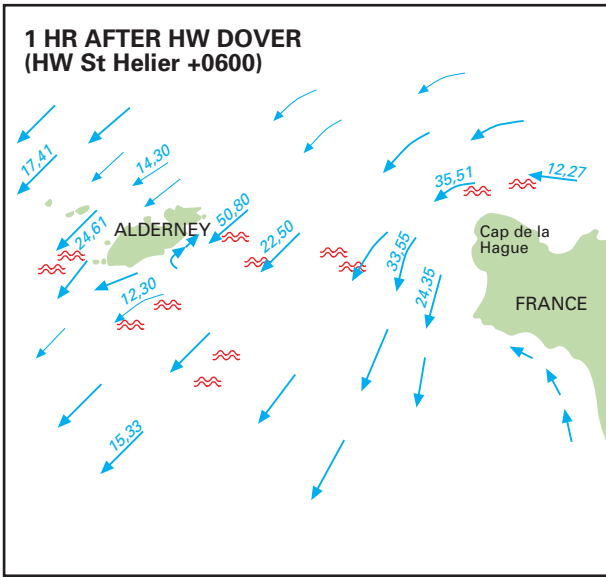 1 HR AFTER HW DOVER
(HW St Helier +0600)
17,41
14,30
35,51
12,27
50,80
24,61
ALDERNEY
22,50
33,55
Cap de la
Hague
24,35
12,30
FRANCE
15,33